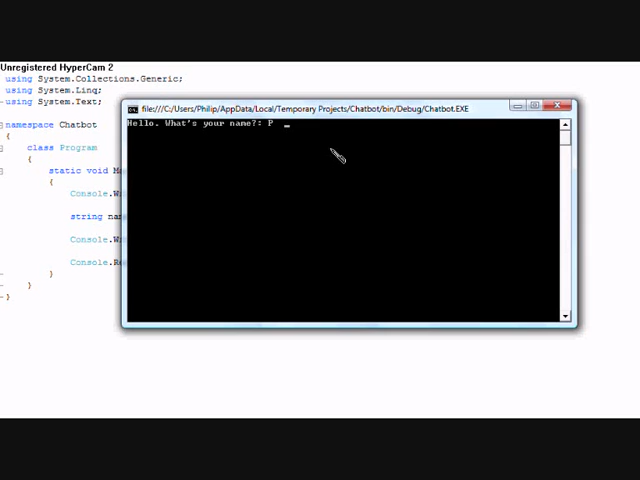 Unregistered HyperCam 2
using System.Collections.Generic;
using System.Linq;
using System.Text;
file:///C:/Users/Philip/AppData/Local/Temporary Projects/Chatbot/bin/Debug/Chatbot.EXE
Hello. What's your name?: P _
namespace Chatbot
{
class Program
{
static void M
{
Console.W
string nam
Console.W
Console.R
}
}
}